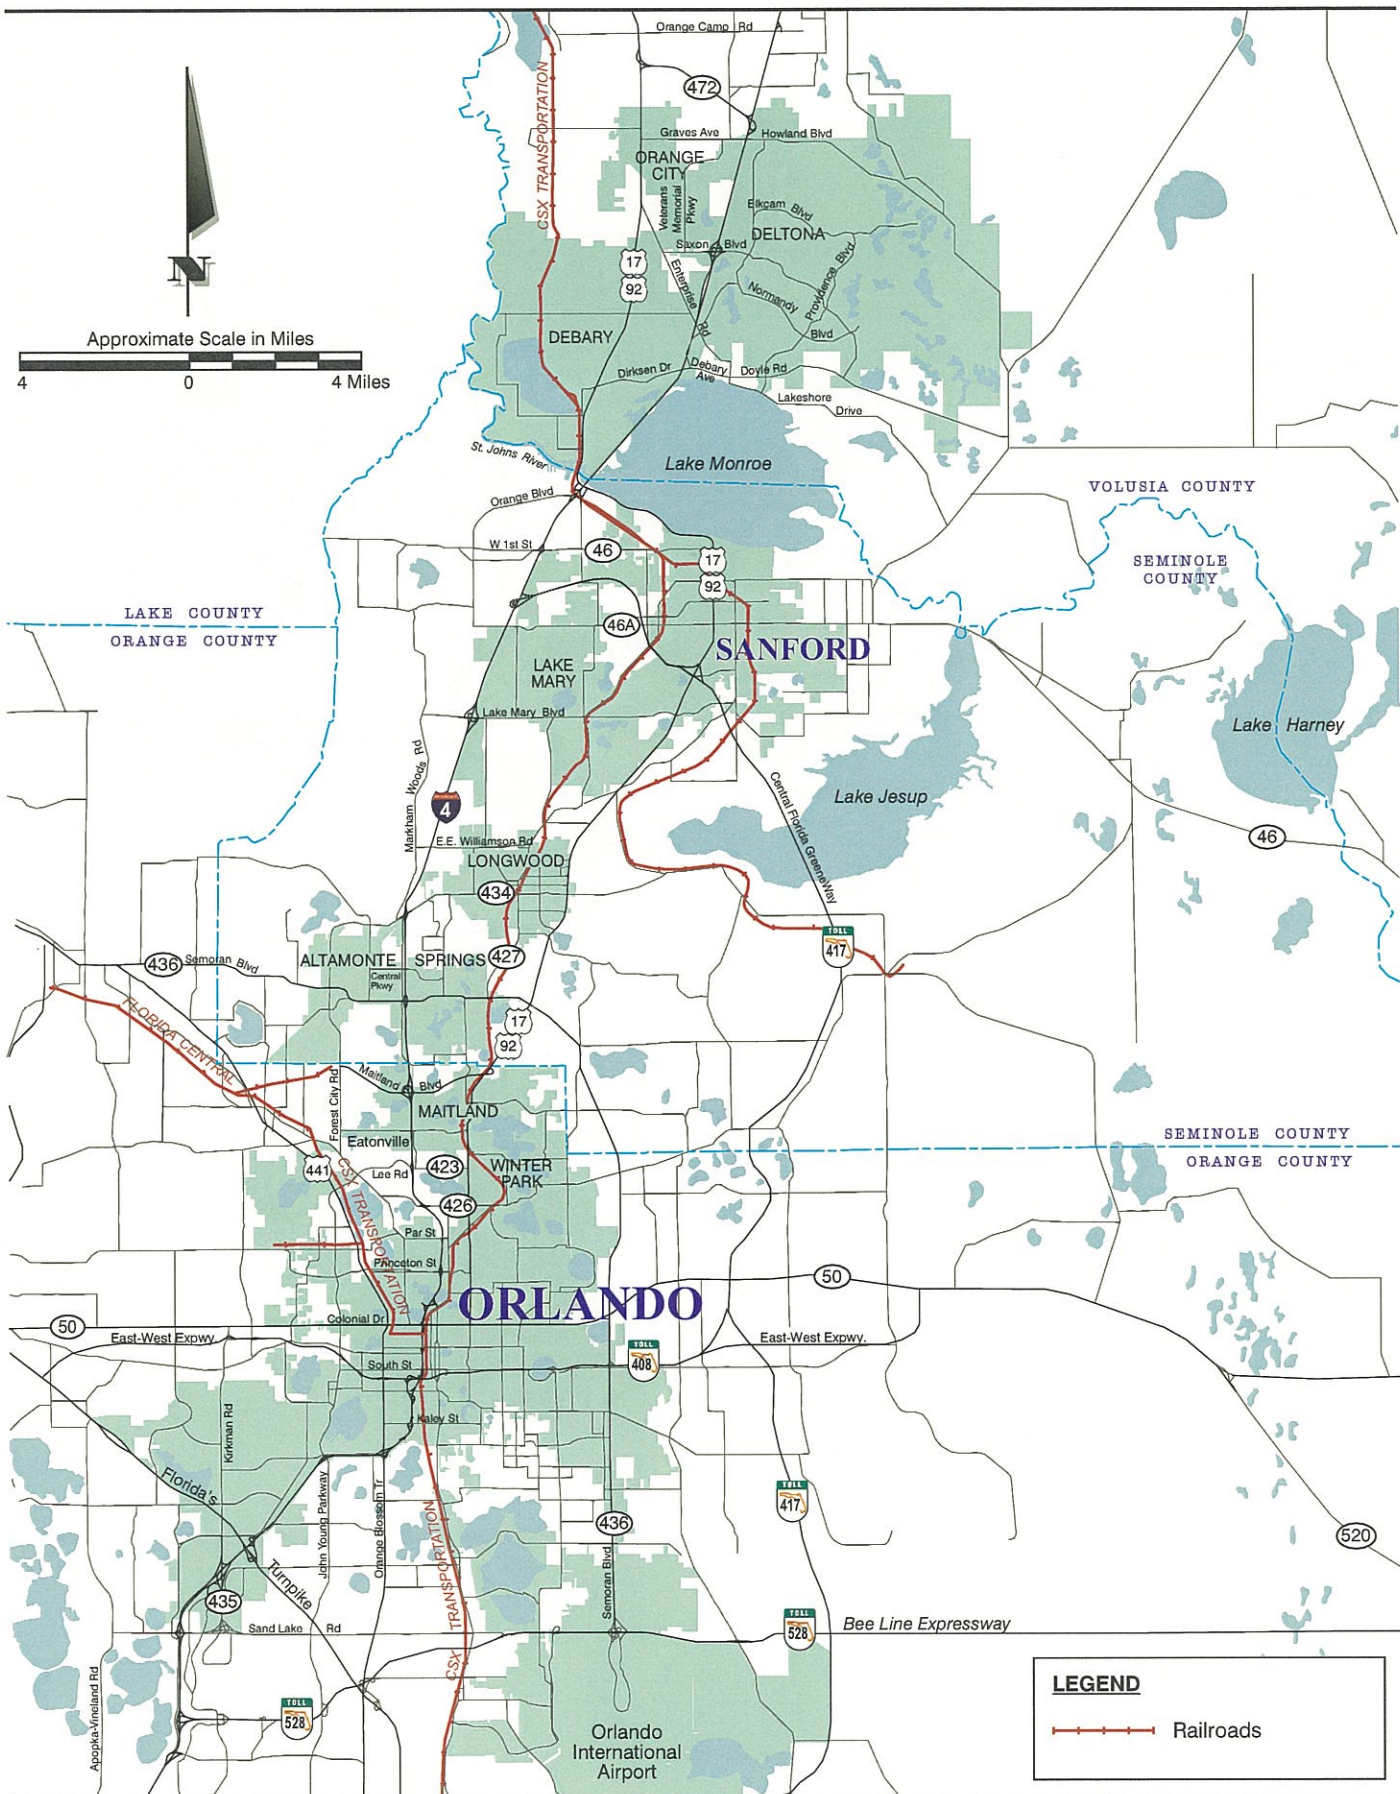 Orange Camp Rd
472
CSX TRANSPORTATION
Graves Ave
Howland Blvd
ORANGE
CITY
Veterans
Memorial
Pkwy
Elkcam Blvd
DELTONA
Saxon Blvd
17
92
Enterprise
Rd
Normandy
Blvd
Providence Blvd
N
Approximate Scale in Miles
4 0 4 Miles
DEBARY
Dirksen Dr
Debary
Ave
Doyle Rd
Lakeshore
Drive
St. Johns River
Lake Monroe
Orange Blvd
VOLUSIA COUNTY
W 1st St
46
17
92
SEMINOLE
COUNTY
LAKE COUNTY
ORANGE COUNTY
46A
SANFORD
LAKE
MARY
Lake Mary Blvd
Lake Harney
Markham Woods Rd
4
Central Florida GreeneWay
Lake Jesup
E.E. Williamson Rd
46
LONGWOOD
434
TOLL
417
436
Semoran Blvd
ALTAMONTE SPRINGS
427
Central
Pkwy
FLORIDA CENTRAL
17
92
Maitland Blvd
Forest City Rd
MAITLAND
Eatonville
SEMINOLE COUNTY
ORANGE COUNTY
441
CSX TRANSPORTATION
Lee Rd
423
WINTER
PARK
426
Par St
Princeton St
50
ORLANDO
50
Colonial Dr
East-West Expwy.
East-West Expwy.
TOLL
408
South St
Kirkman Rd
Kaley St
Florida's
Turnpike
John Young Parkway
Orange Blossom Tr
CSX TRANSPORTATION
TOLL
417
436
Semoran Blvd
520
435
Sand Lake Rd
TOLL
528
Bee Line Expressway
Apopka-Vineland Rd
TOLL
528
Orlando
International
Airport
LEGEND
Railroads